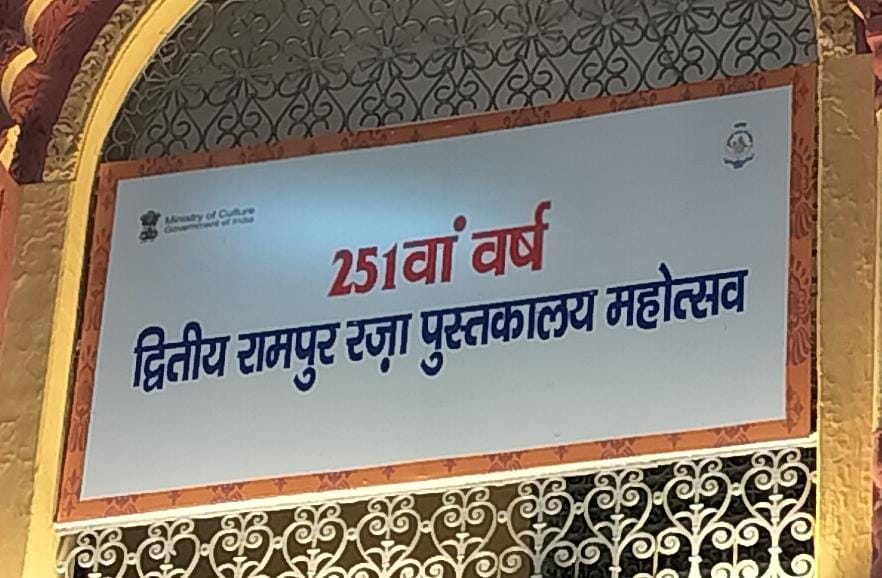 Ministry of Culture
Government of India
251वां वर्ष
द्वितीय रामपुर रज़ा पुस्तकालय महोत्सव